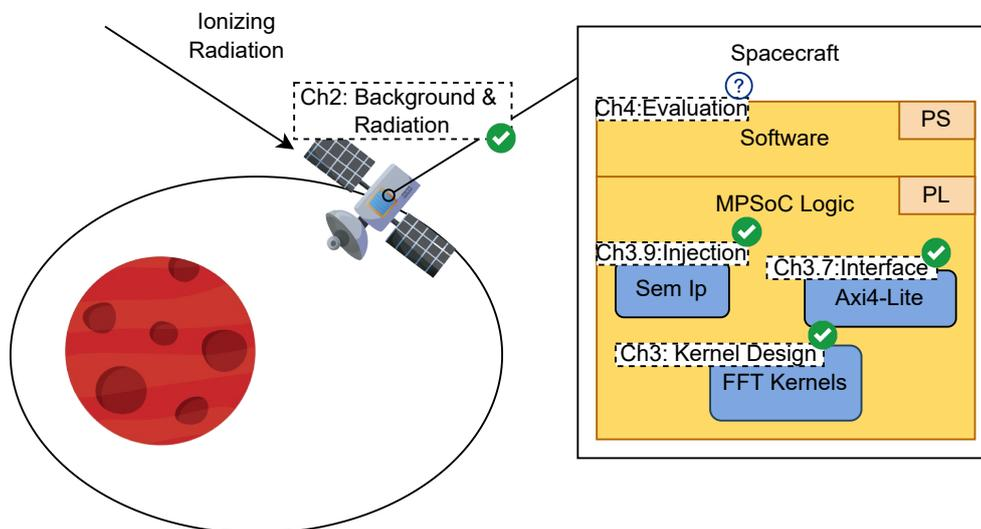 Ionizing
Radiation
Ch2: Background &
Radiation
Spacecraft
?
Ch4:Evaluation
PS
Software
PL
MPSoC Logic
Ch3.9:Injection
Ch3.7:Interface
Sem Ip
Axi4-Lite
Ch3: Kernel Design
FFT Kernels